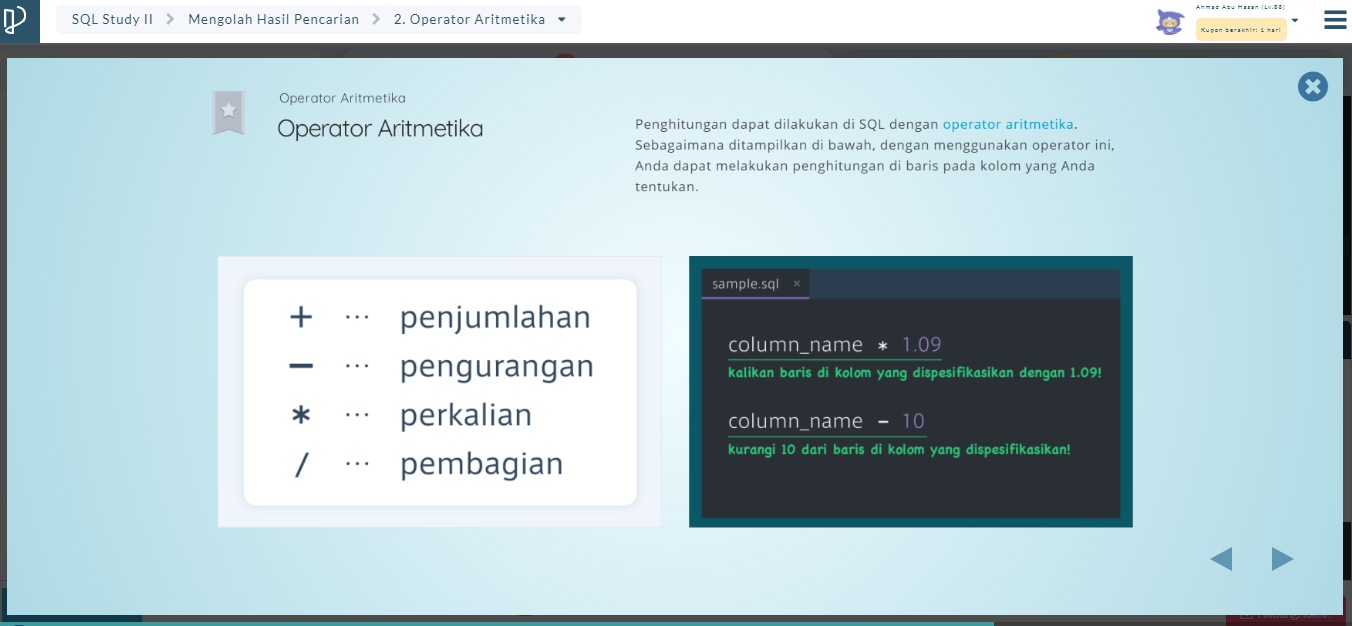 SQL Study II > Mengolah Hasil Pencarian > 2. Operator Aritmetika
Ahmad Abu Hasan (Lv.88)
Kupon berakhir: 1 hari
Operator Aritmetika
Operator Aritmetika
Penghitungan dapat dilakukan di SQL dengan operator aritmetika.
Sebagaimana ditampilkan di bawah, dengan menggunakan operator ini,
Anda dapat melakukan penghitungan di baris pada kolom yang Anda
tentukan.
+ ... penjumlahan
− ... pengurangan
* ... perkalian
/ ... pembagian
sample.sql ×
column_name * 1.09
kalikan baris di kolom yang dispesifikasikan dengan 1.09!
column_name − 10
kurangi 10 dari baris di kolom yang dispesifikasikan!